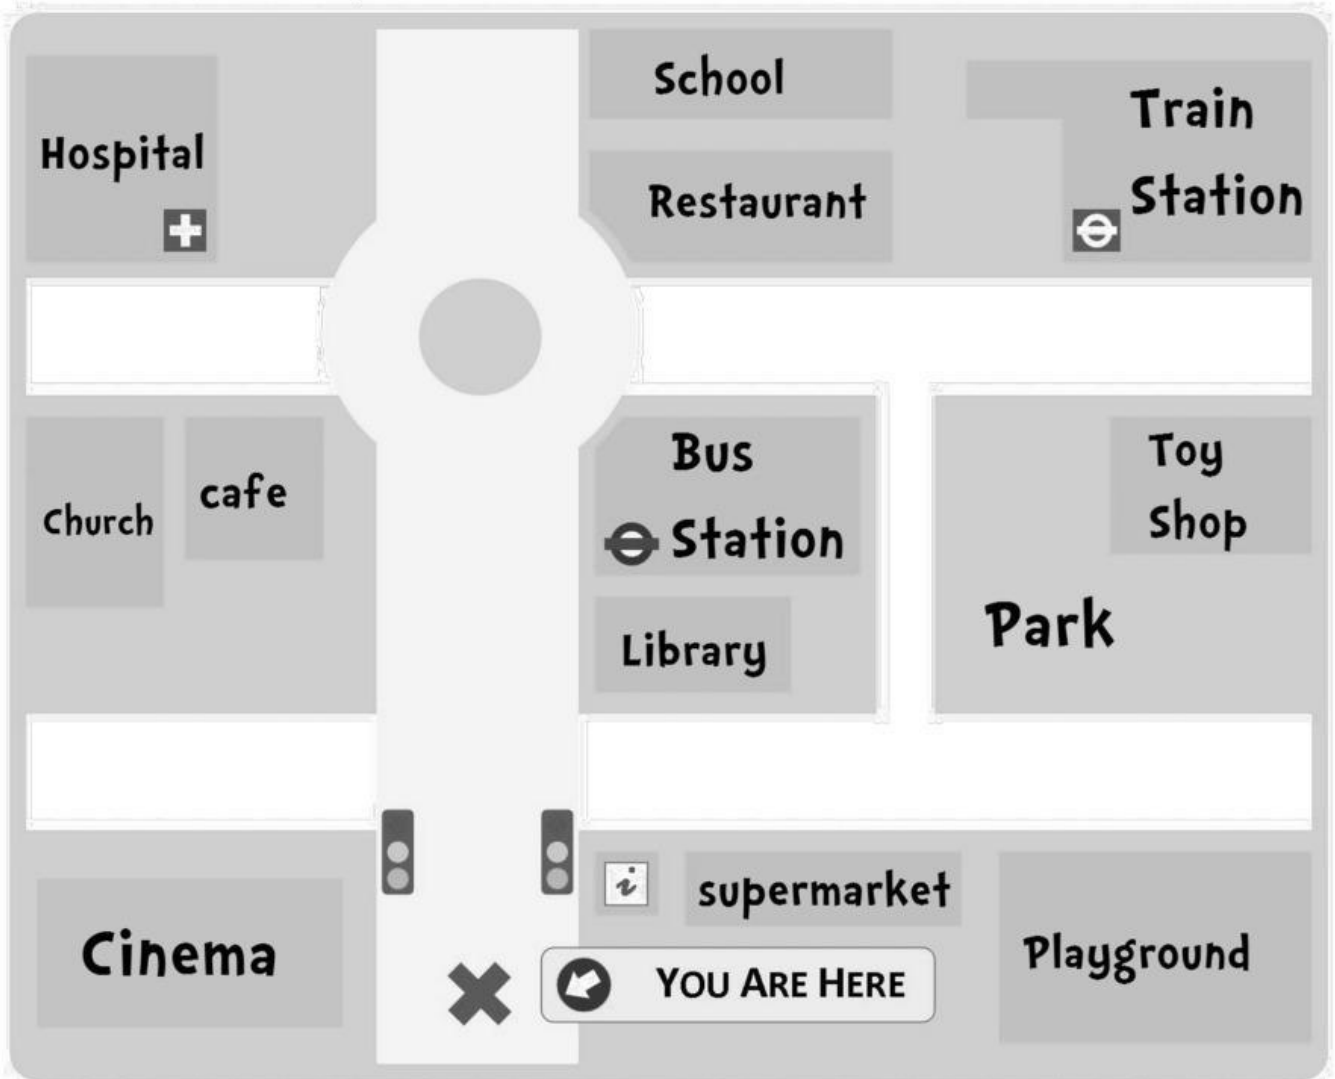 School
Train
Station
Hospital
Restaurant
Bus
Station
Toy
Shop
cafe
Church
Library
Park
i
supermarket
Cinema
Playground
YOU ARE HERE